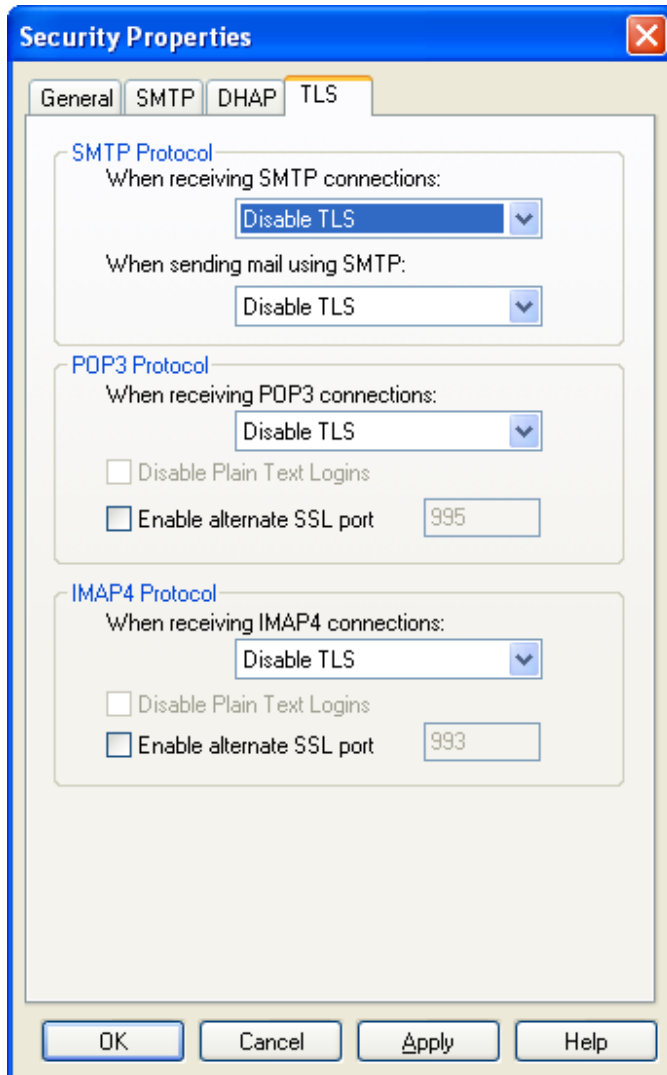 Security Properties
General SMTP DHAP TLS
SMTP Protocol
When receiving SMTP connections:
Disable TLS
When sending mail using SMTP:
Disable TLS
POP3 Protocol
When receiving POP3 connections:
Disable TLS
Disable Plain Text Logins
Enable alternate SSL port 995
IMAP4 Protocol
When receiving IMAP4 connections:
Disable TLS
Disable Plain Text Logins
Enable alternate SSL port 993
OK Cancel Apply Help